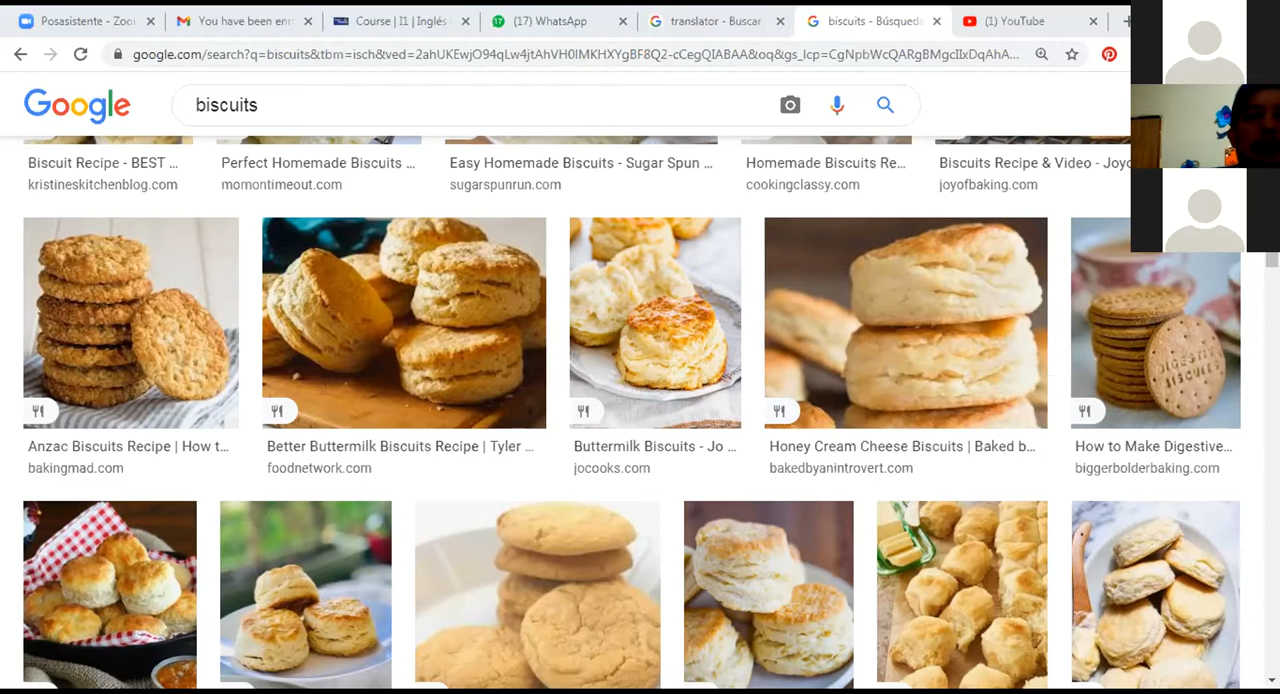 Posasistente - Zoo
You have been enr
Course | I1 | Inglés
17
(17) WhatsApp
translator - Buscar
biscuits - Búsqueda
(1) YouTube
google.com/search?q=biscuits&tbm=isch&ved=2ahUKEwjO94qLw4jtAhVH0lMKHXYgBF8Q2-cCegQIABAA&oq&gs_lcp=CgNpbWcQARgBMgcIIxDqAhA...
Google
biscuits
Biscuit Recipe - BEST ...
Perfect Homemade Biscuits ...
Easy Homemade Biscuits - Sugar Spun ...
Homemade Biscuits Re...
Biscuits Recipe & Video - Joyo
kristineskitchenblog.com
momontimeout.com
sugarspunrun.com
cookingclassy.com
joyofbaking.com
DIGESTIVE
BISCUITS
Anzac Biscuits Recipe | How t...
Better Buttermilk Biscuits Recipe | Tyler ...
Buttermilk Biscuits - Jo ...
Honey Cream Cheese Biscuits | Baked b...
How to Make Digestive...
bakingmad.com
foodnetwork.com
jocooks.com
bakedbyanintrovert.com
biggerbolderbaking.com